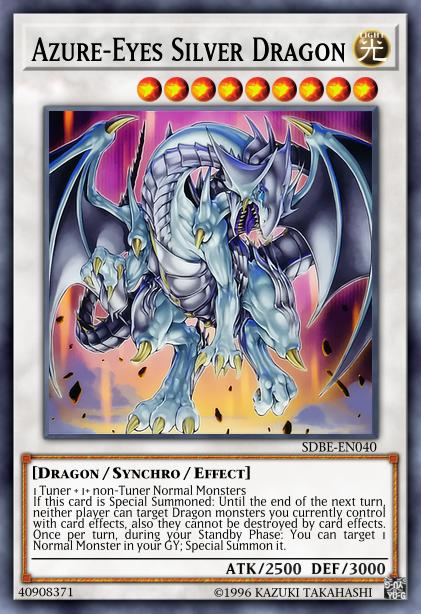 Azure-Eyes Silver Dragon
LIGHT
光
SDBE-EN040
[Dragon / Synchro / Effect]
1 Tuner + 1+ non-Tuner Normal Monsters
If this card is Special Summoned: Until the end of the next turn,
neither player can target Dragon monsters you currently control
with card effects, also they cannot be destroyed by card effects.
Once per turn, during your Standby Phase: You can target 1
Normal Monster in your GY; Special Summon it.
ATK/2500 DEF/3000
40908371
©1996 KAZUKI TAKAHASHI